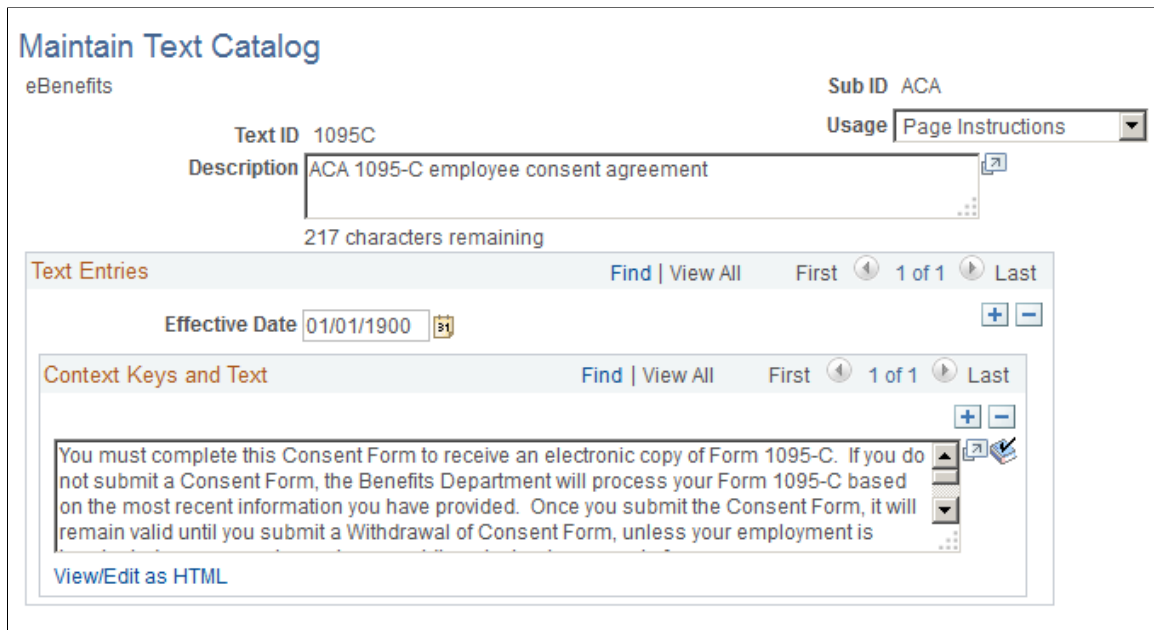 Maintain Text Catalog
eBenefits
Sub ID ACA
Text ID 1095C
Usage Page Instructions
Description ACA 1095-C employee consent agreement
217 characters remaining
Text Entries Find | View All First 1 of 1 Last
Effective Date 01/01/1900 31
Context Keys and Text Find | View All First 1 of 1 Last
You must complete this Consent Form to receive an electronic copy of Form 1095-C. If you do
not submit a Consent Form, the Benefits Department will process your Form 1095-C based
on the most recent information you have provided. Once you submit the Consent Form, it will
remain valid until you submit a Withdrawal of Consent Form, unless your employment is
View/Edit as HTML